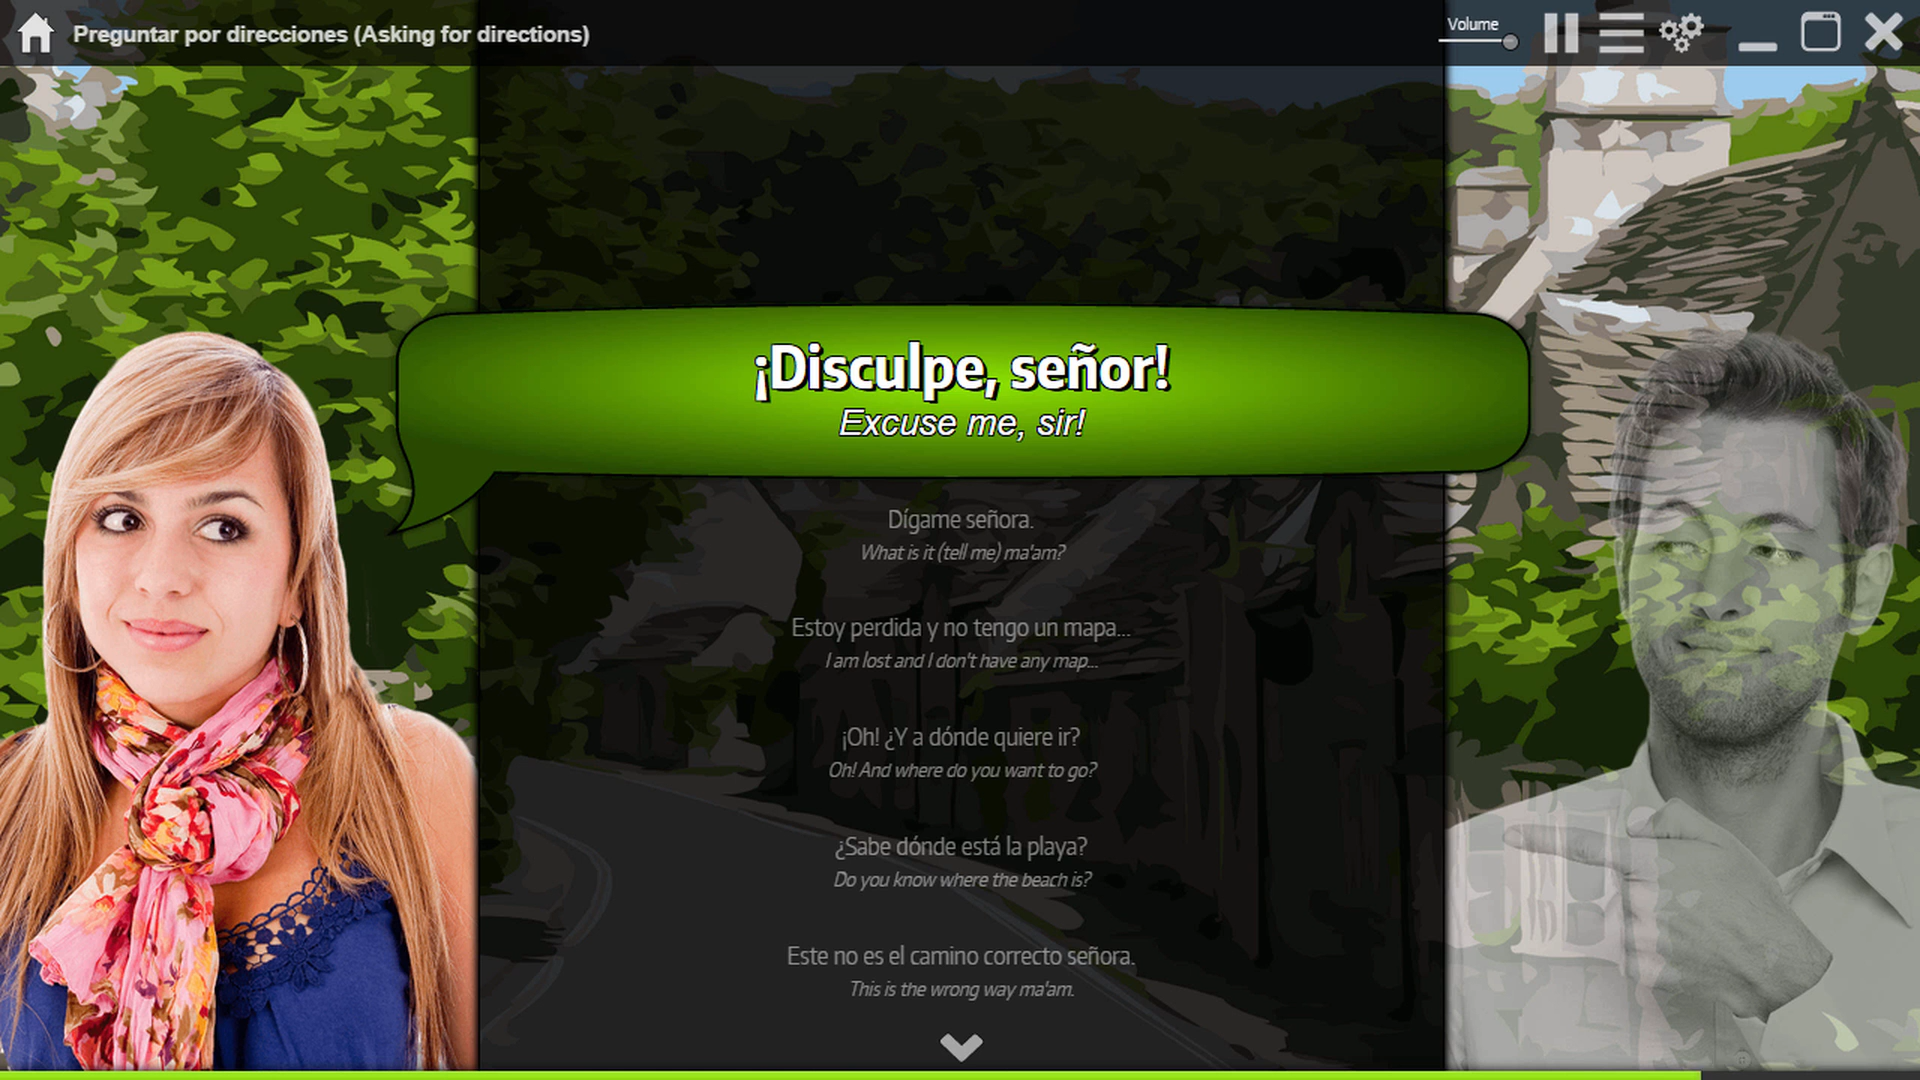 Preguntar por direcciones (Asking for directions)
Volume
¡Disculpe, señor!
Excuse me, sir!
Dígame señora.
What is it (tell me) ma'am?
Estoy perdida y no tengo un mapa...
I am lost and I don't have any map...
¡Oh! ¿Y a dónde quiere ir?
Oh! And where do you want to go?
¿Sabe dónde está la playa?
Do you know where the beach is?
Este no es el camino correcto señora.
This is the wrong way ma'am.